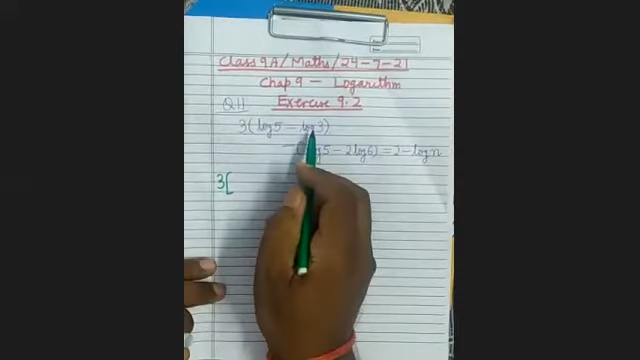 Class 9A/Maths/24-7-21
Chap 9 - Logarithm
Exercise 9.2
Q11
3(log5 - log3)
5 - 2log6) = 2 - logn
3[